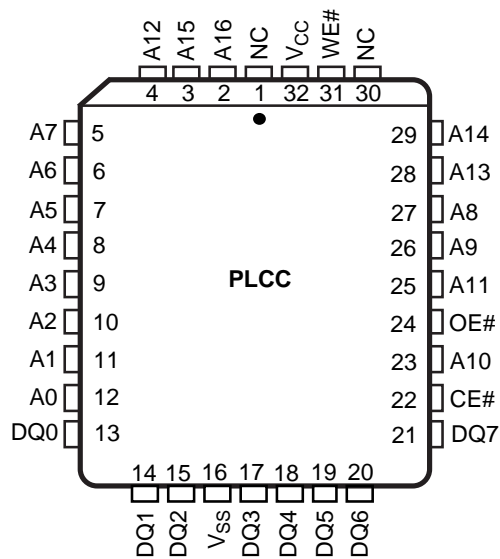 A12 A15 A16 NC VCC WE# NC
4 3 2 1 32 31 30
A7 5 29 A14
A6 6 28 A13
A5 7 27 A8
A4 8 26 A9
A3 9 PLCC 25 A11
A2 10 24 OE#
A1 11 23 A10
A0 12 22 CE#
DQ0 13 21 DQ7
14 15 16 17 18 19 20
DQ1 DQ2 VSS DQ3 DQ4 DQ5 DQ6